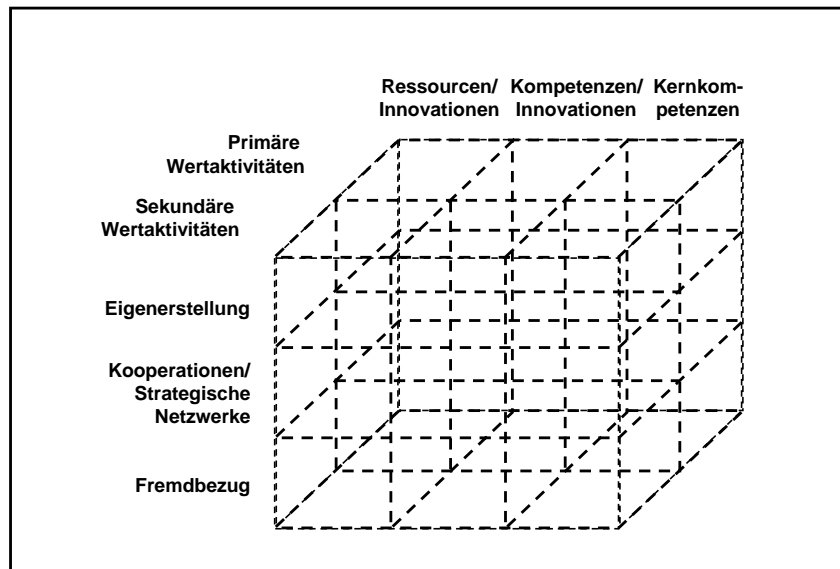 Ressourcen/ Kompetenzen/ Kernkom-
Innovationen Innovationen petenzen
Primäre
Wertaktivitäten
Sekundäre
Wertaktivitäten
Eigenerstellung
Kooperationen/
Strategische
Netzwerke
Fremdbezug